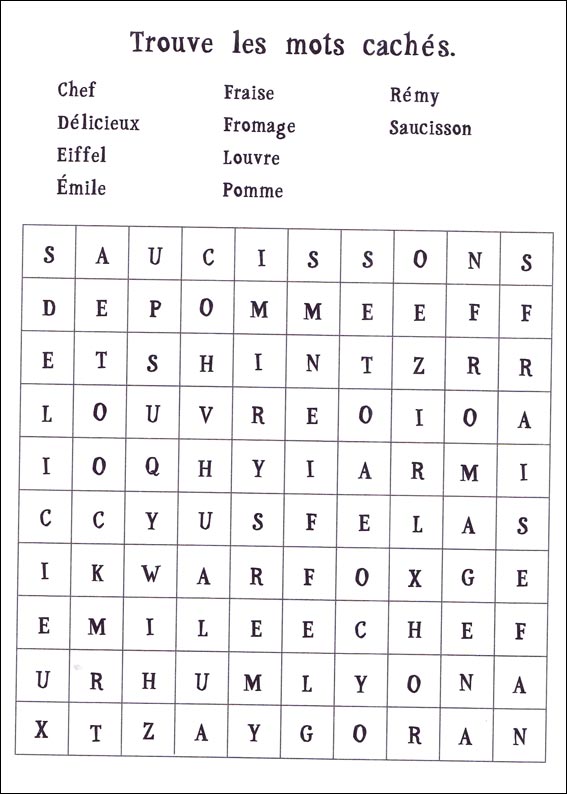 Trouve les mots cachés.
Chef Fraise Rémy
Délicieux Fromage Saucisson
Eiffel Louvre
Émile Pomme
S A U C I S S O N S
D E P O M M E E F F
E T S H I N T Z R R
L O U V R E O I O A
I O Q H Y I A R M I
C C Y U S F E L A S
I K W A R F O X G E
E M I L E E C H E F
U R H U M L Y O N A
X T Z A Y G O R A N